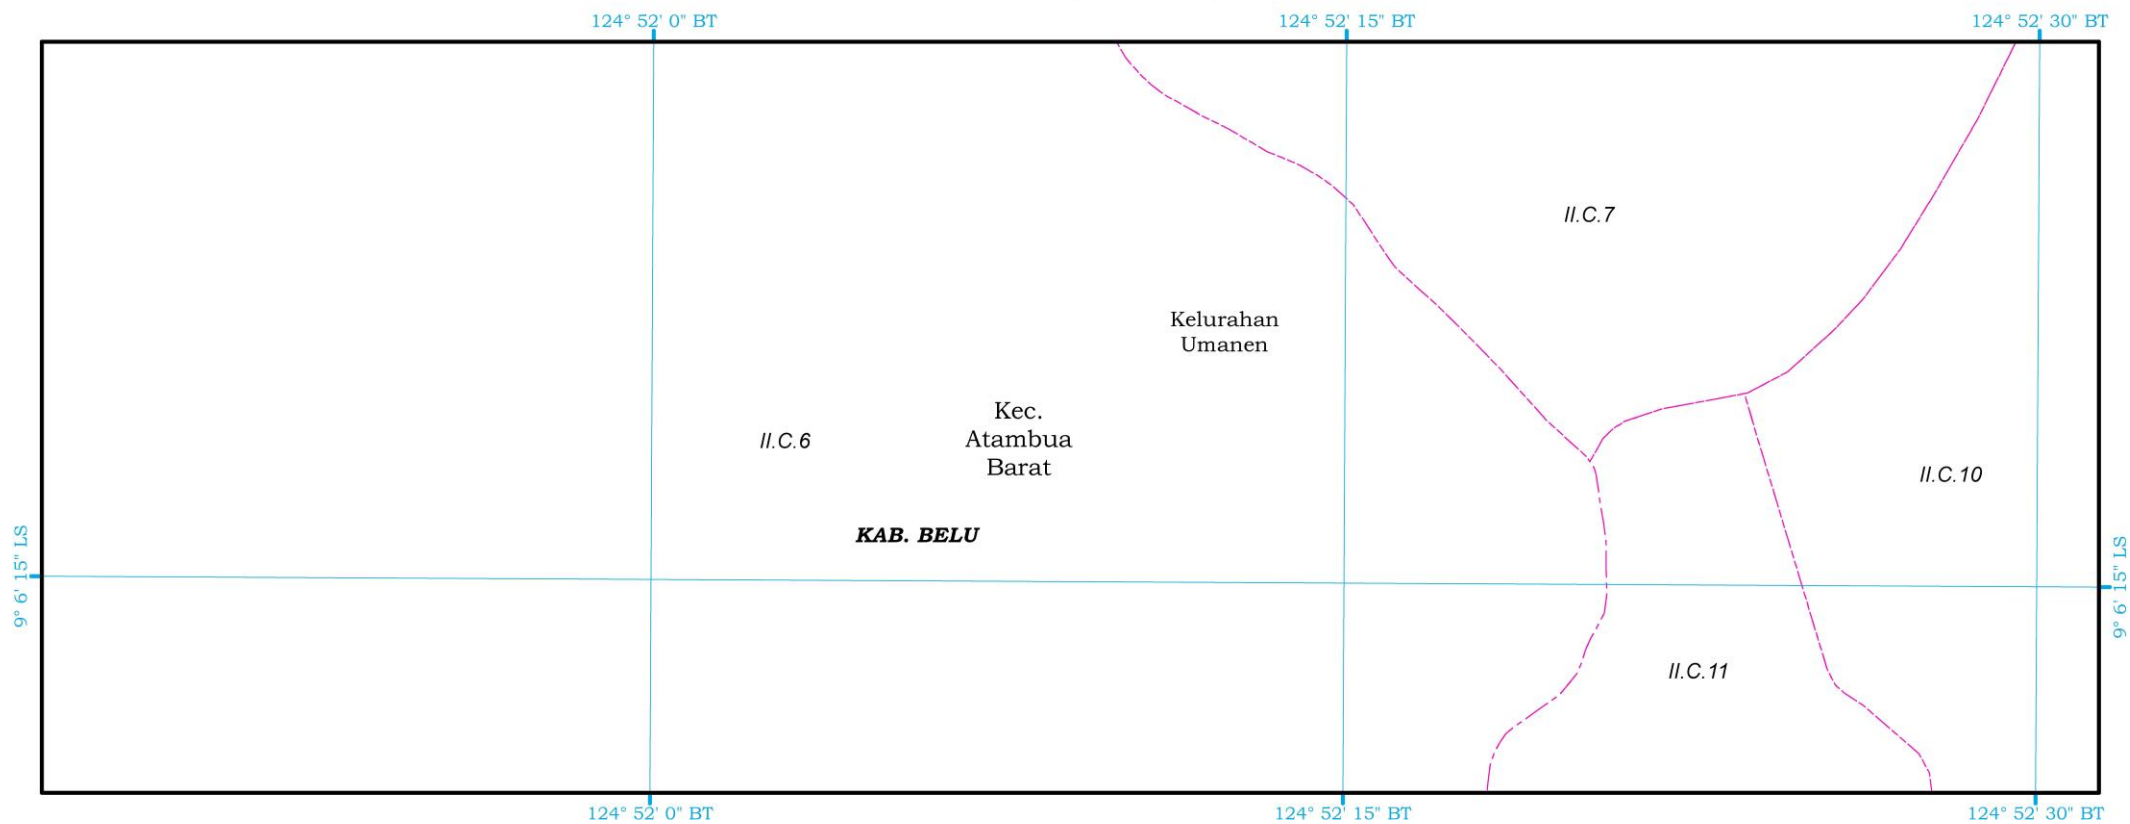 124° 52' 0" BT
124° 52' 15" BT
124° 52' 30" BT
II.C.7
Kelurahan
Umanen
Kec.
Atambua
Barat
II.C.6
II.C.10
KAB. BELU
9° 6' 15" LS
9° 6' 15" LS
II.C.11
124° 52' 0" BT
124° 52' 15" BT
124° 52' 30" BT